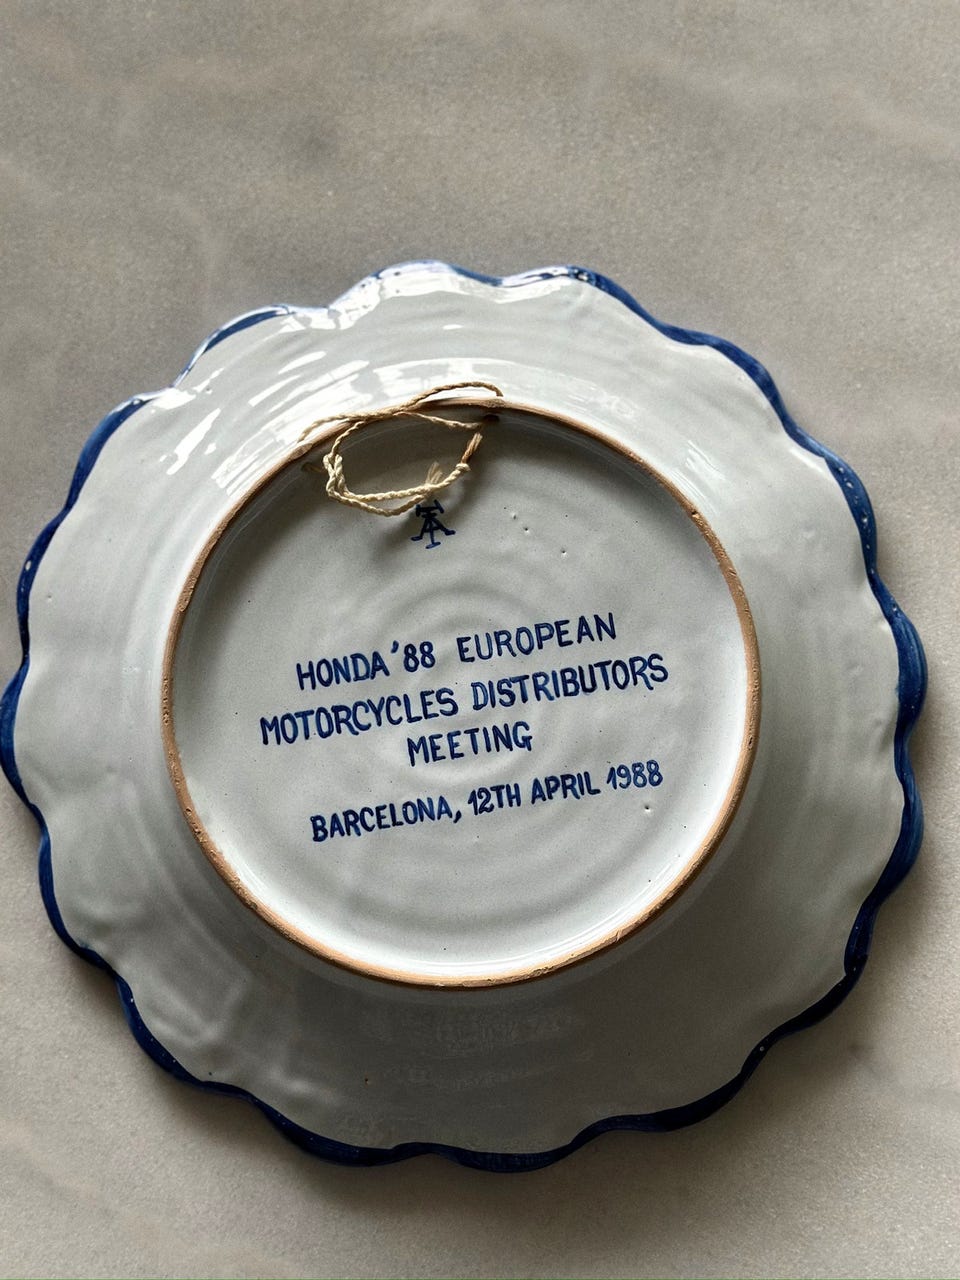 HONDA '88 EUROPEAN
MOTORCYCLES DISTRIBUTORS
MEETING
BARCELONA, 12TH APRIL 1988